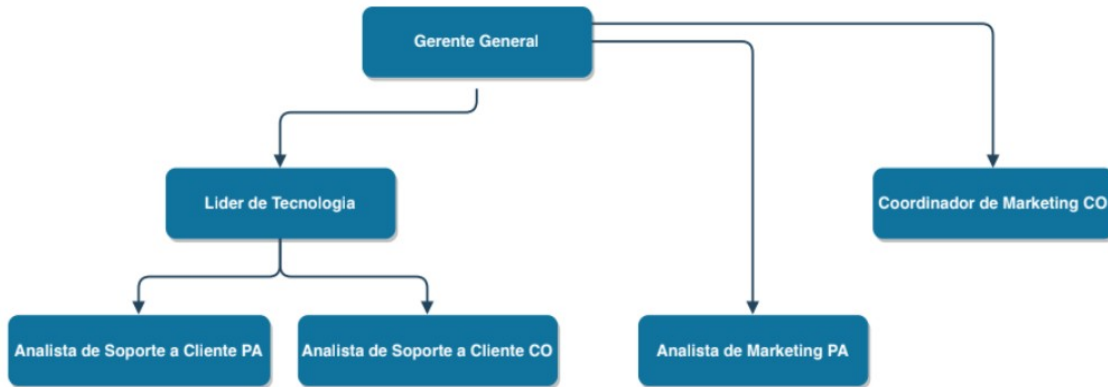 Gerente General
Lider de Tecnologia
Coordinador de Marketing CO
Analista de Soporte a Cliente PA
Analista de Soporte a Cliente CO
Analista de Marketing PA